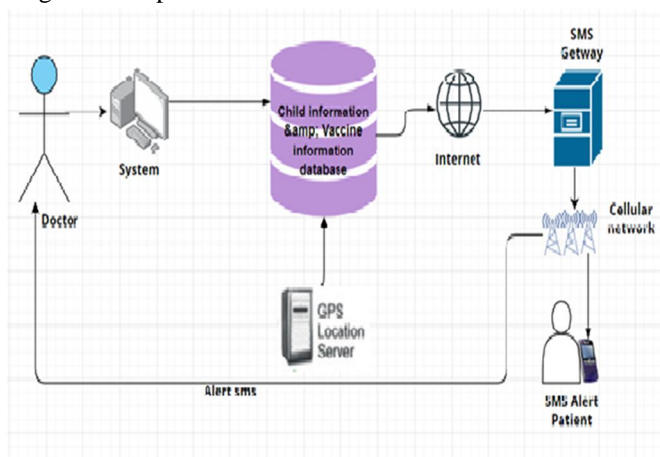 SMS
Getway
Child information
&amp; Vaccine
information
database
System
Internet
Doctor
Cellular
network
GPS
Location
Server
Alert sms
SMS Alert
Patient